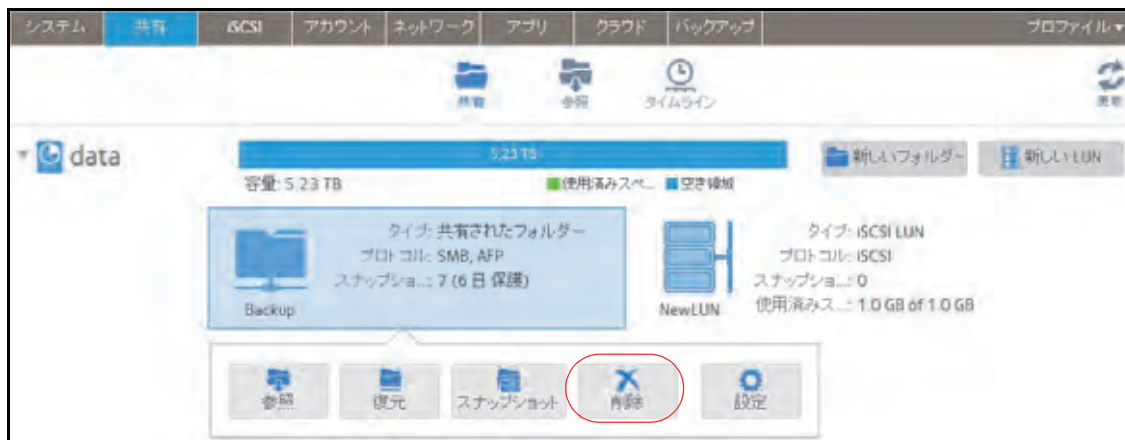 システム 共有 iSCSI アカウント ネットワーク アプリ クラウド バックアップ プロファイル
共有 参照 タイムライン 更新
data
5.23 TB
新しいフォルダー 新しい LUN
容量: 5.23 TB 使用済みスペ... 空き領域
タイプ: 共有されたフォルダー
プロトコル: SMB, AFP
スナップショ...: 7 (6 日 保護)
Backup
タイプ: iSCSI LUN
プロトコル: iSCSI
スナップショ...: 0
使用済みス...: 1.0 GB of 1.0 GB
NewLUN
参照 復元 スナップショット 削除 設定